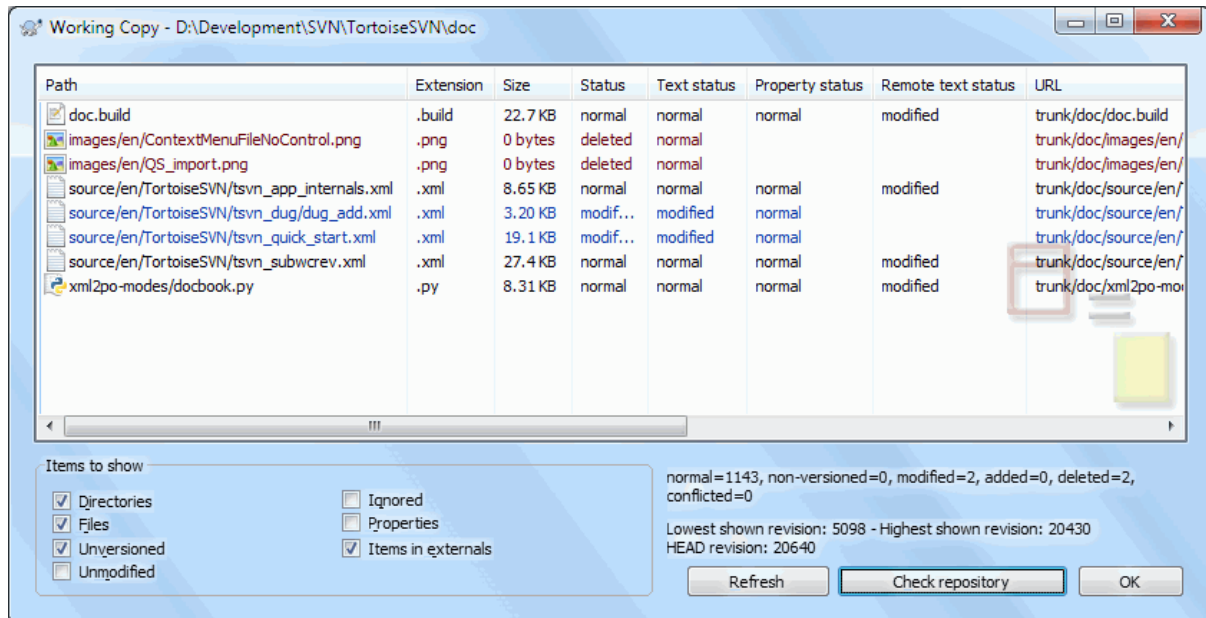 Working Copy - D:\Development\SVN\TortoiseSVN\doc
Path Extension Size Status Text status Property status Remote text status URL
doc.build .build 22.7 KB normal normal normal modified trunk/doc/doc.build
images/en/ContextMenuFileNoControl.png .png 0 bytes deleted normal trunk/doc/images/en/
images/en/QS_import.png .png 0 bytes deleted normal trunk/doc/images/en/
source/en/TortoiseSVN/tsvn_app_internals.xml .xml 8.65 KB normal normal normal modified trunk/doc/source/en/
source/en/TortoiseSVN/tsvn_dug/dug_add.xml .xml 3.20 KB modif... modified normal trunk/doc/source/en/
source/en/TortoiseSVN/tsvn_quick_start.xml .xml 19.1 KB modif... modified normal trunk/doc/source/en/
source/en/TortoiseSVN/tsvn_subwcrev.xml .xml 27.4 KB normal normal normal modified trunk/doc/source/en/
xml2po-modes/docbook.py .py 8.31 KB normal normal normal modified trunk/doc/xml2po-mo
Items to show
Directories Ignored
Files Properties
Unversioned Items in externals
Unmodified
normal=1143, non-versioned=0, modified=2, added=0, deleted=2,
conflicted=0
Lowest shown revision: 5098 - Highest shown revision: 20430
HEAD revision: 20640
Refresh Check repository OK